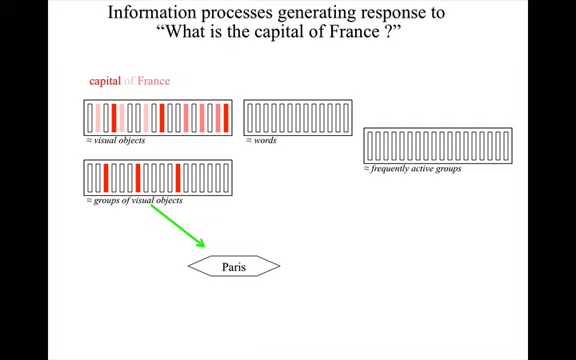 Information processes generating response to
“What is the capital of France ?”
capital of France
≈ visual objects
≈ words
≈ frequently active groups
≈ groups of visual objects
Paris